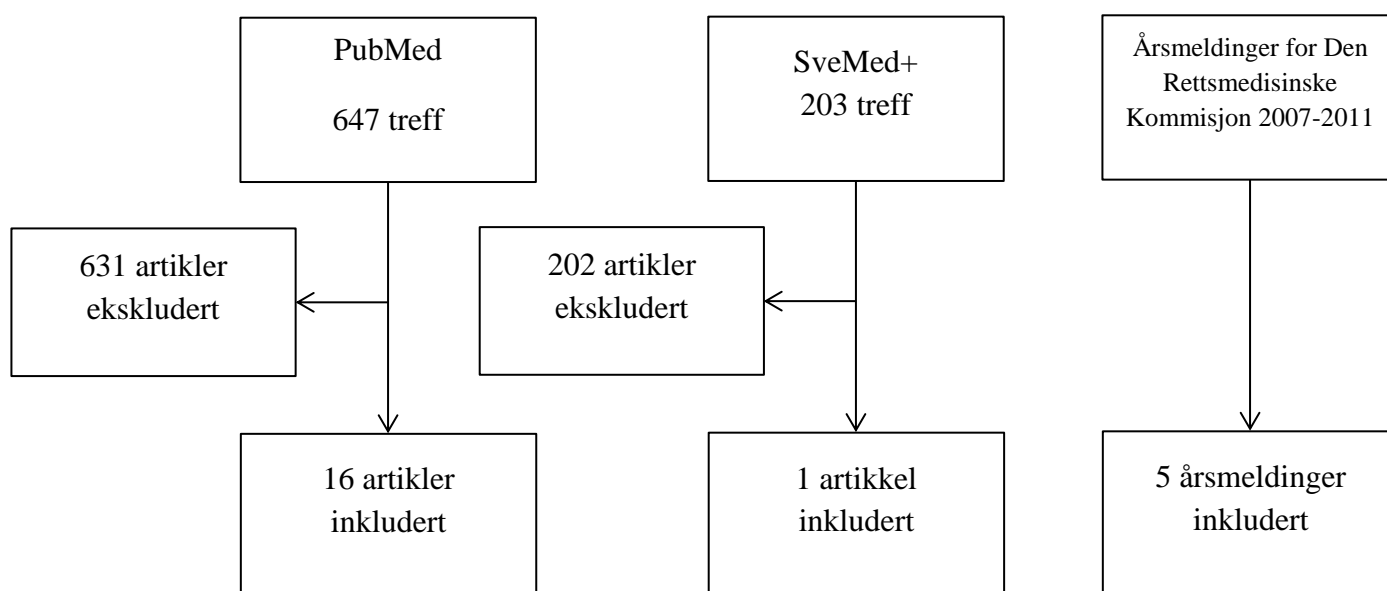 PubMed
647 treff
SveMed+
203 treff
Årsmeldinger for Den
Rettsmedisinske
Kommisjon 2007-2011
631 artikler
ekskludert
202 artikler
ekskludert
16 artikler
inkludert
1 artikkel
inkludert
5 årsmeldinger
inkludert